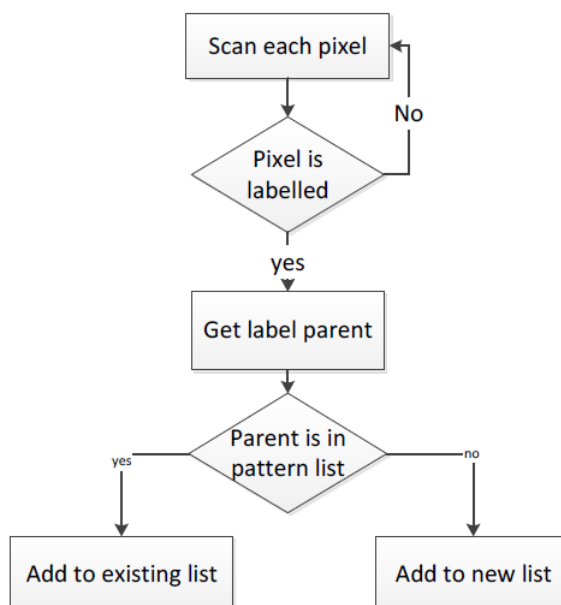 Scan each pixel
No
Pixel is
labelled
yes
Get label parent
Parent is in
pattern list
yes
no
Add to existing list
Add to new list